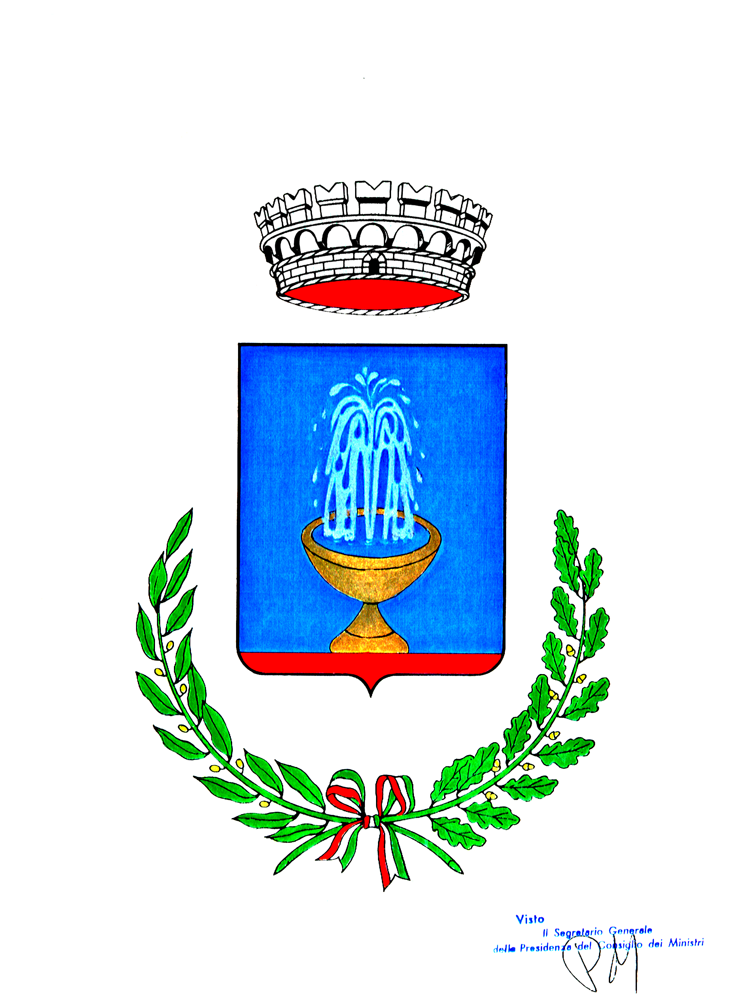 Visto
Il Segretario Generale
della Presidenza del Consiglio dei Ministri